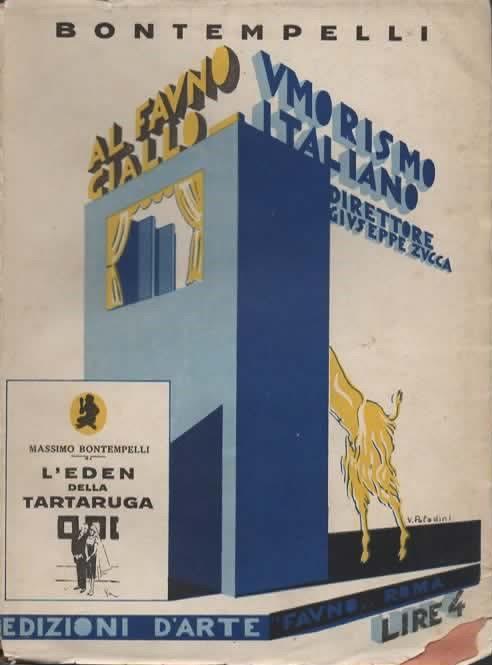 BONTEMPELLI
AL FAVNO
GIALLO
VMORISMO
ITALIANO
DIRETTORE
GIVSEPPE ZVCCA
MASSIMO BONTEMPELLI
L'EDEN
DELLA
TARTARUGA
V. Paladini
EDIZIONI D'ARTE "FAVNO" ROMA
LIRE 4